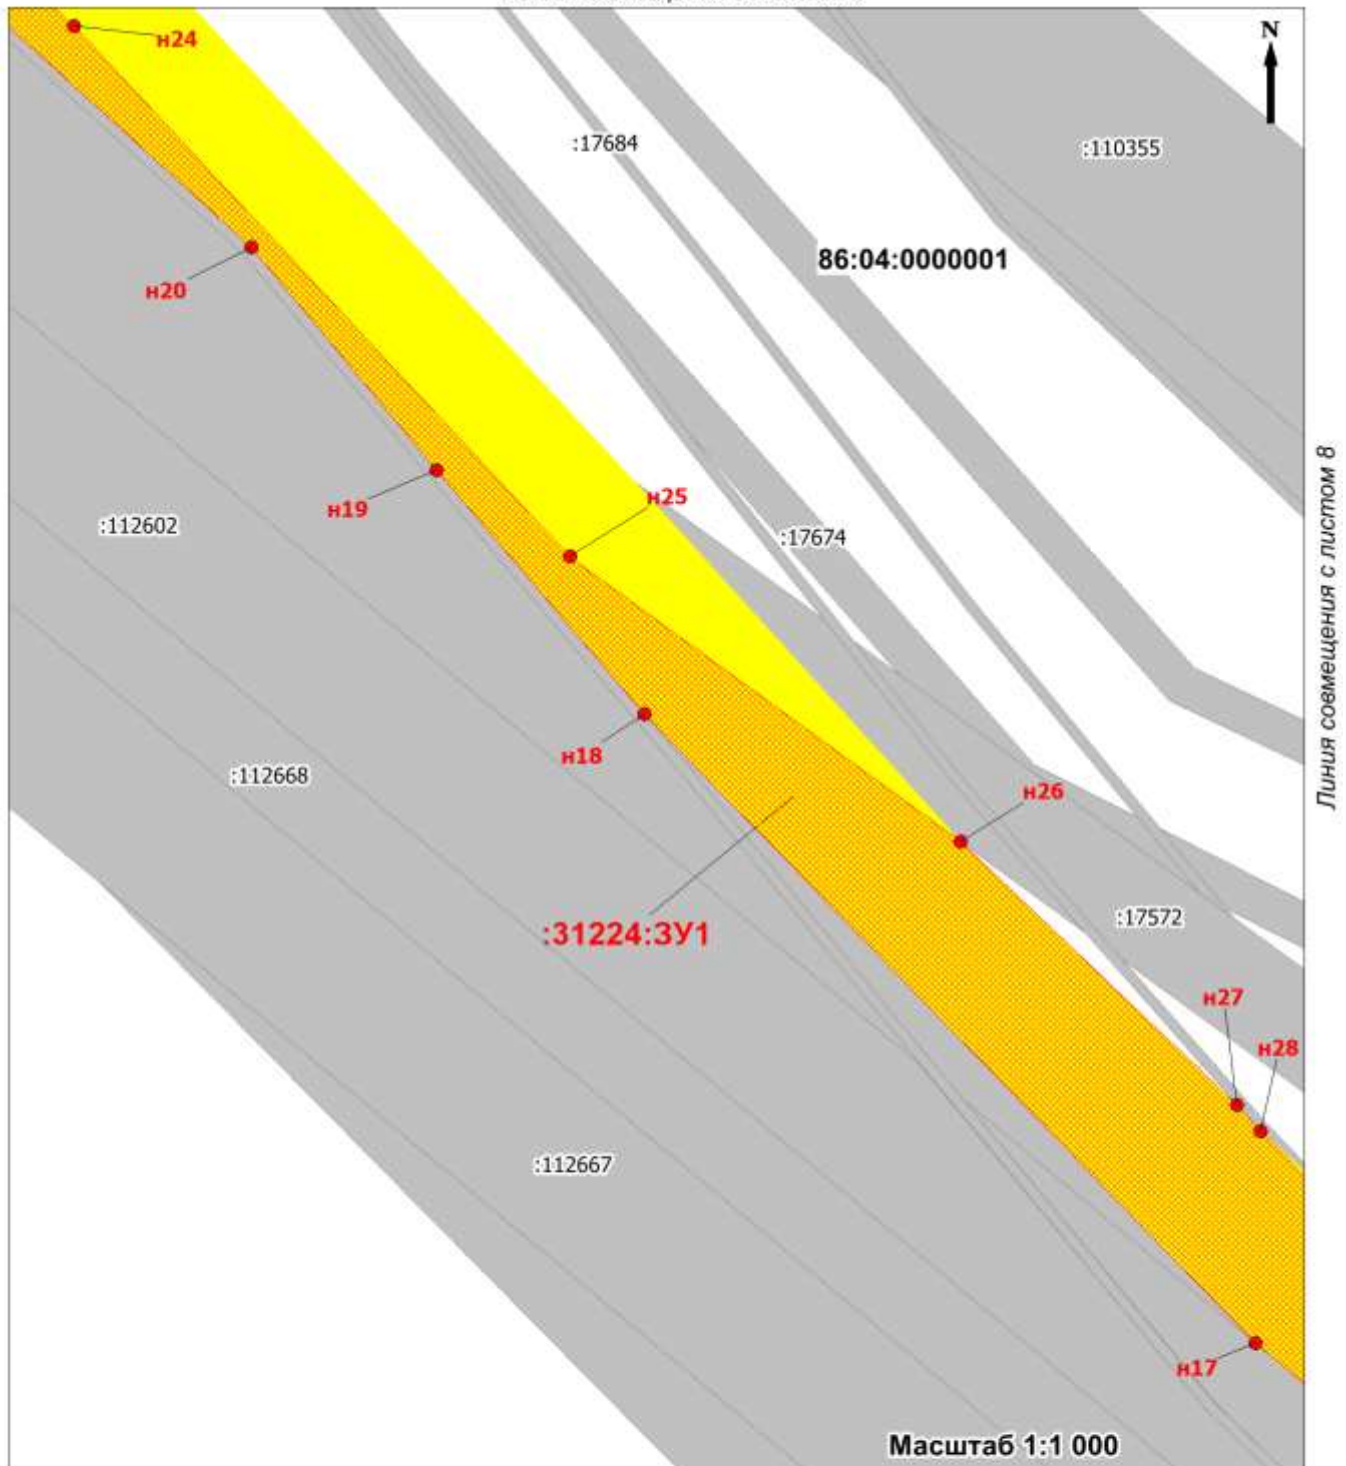 N
н24
:17684
:110355
86:04:0000001
н20
н25
н19
:112602
:17674
Линия совмещения с листом 8
н18
:112668
н26
:17572
:31224:ЗУ1
н27
н28
:112667
н17
Масштаб 1:1 000